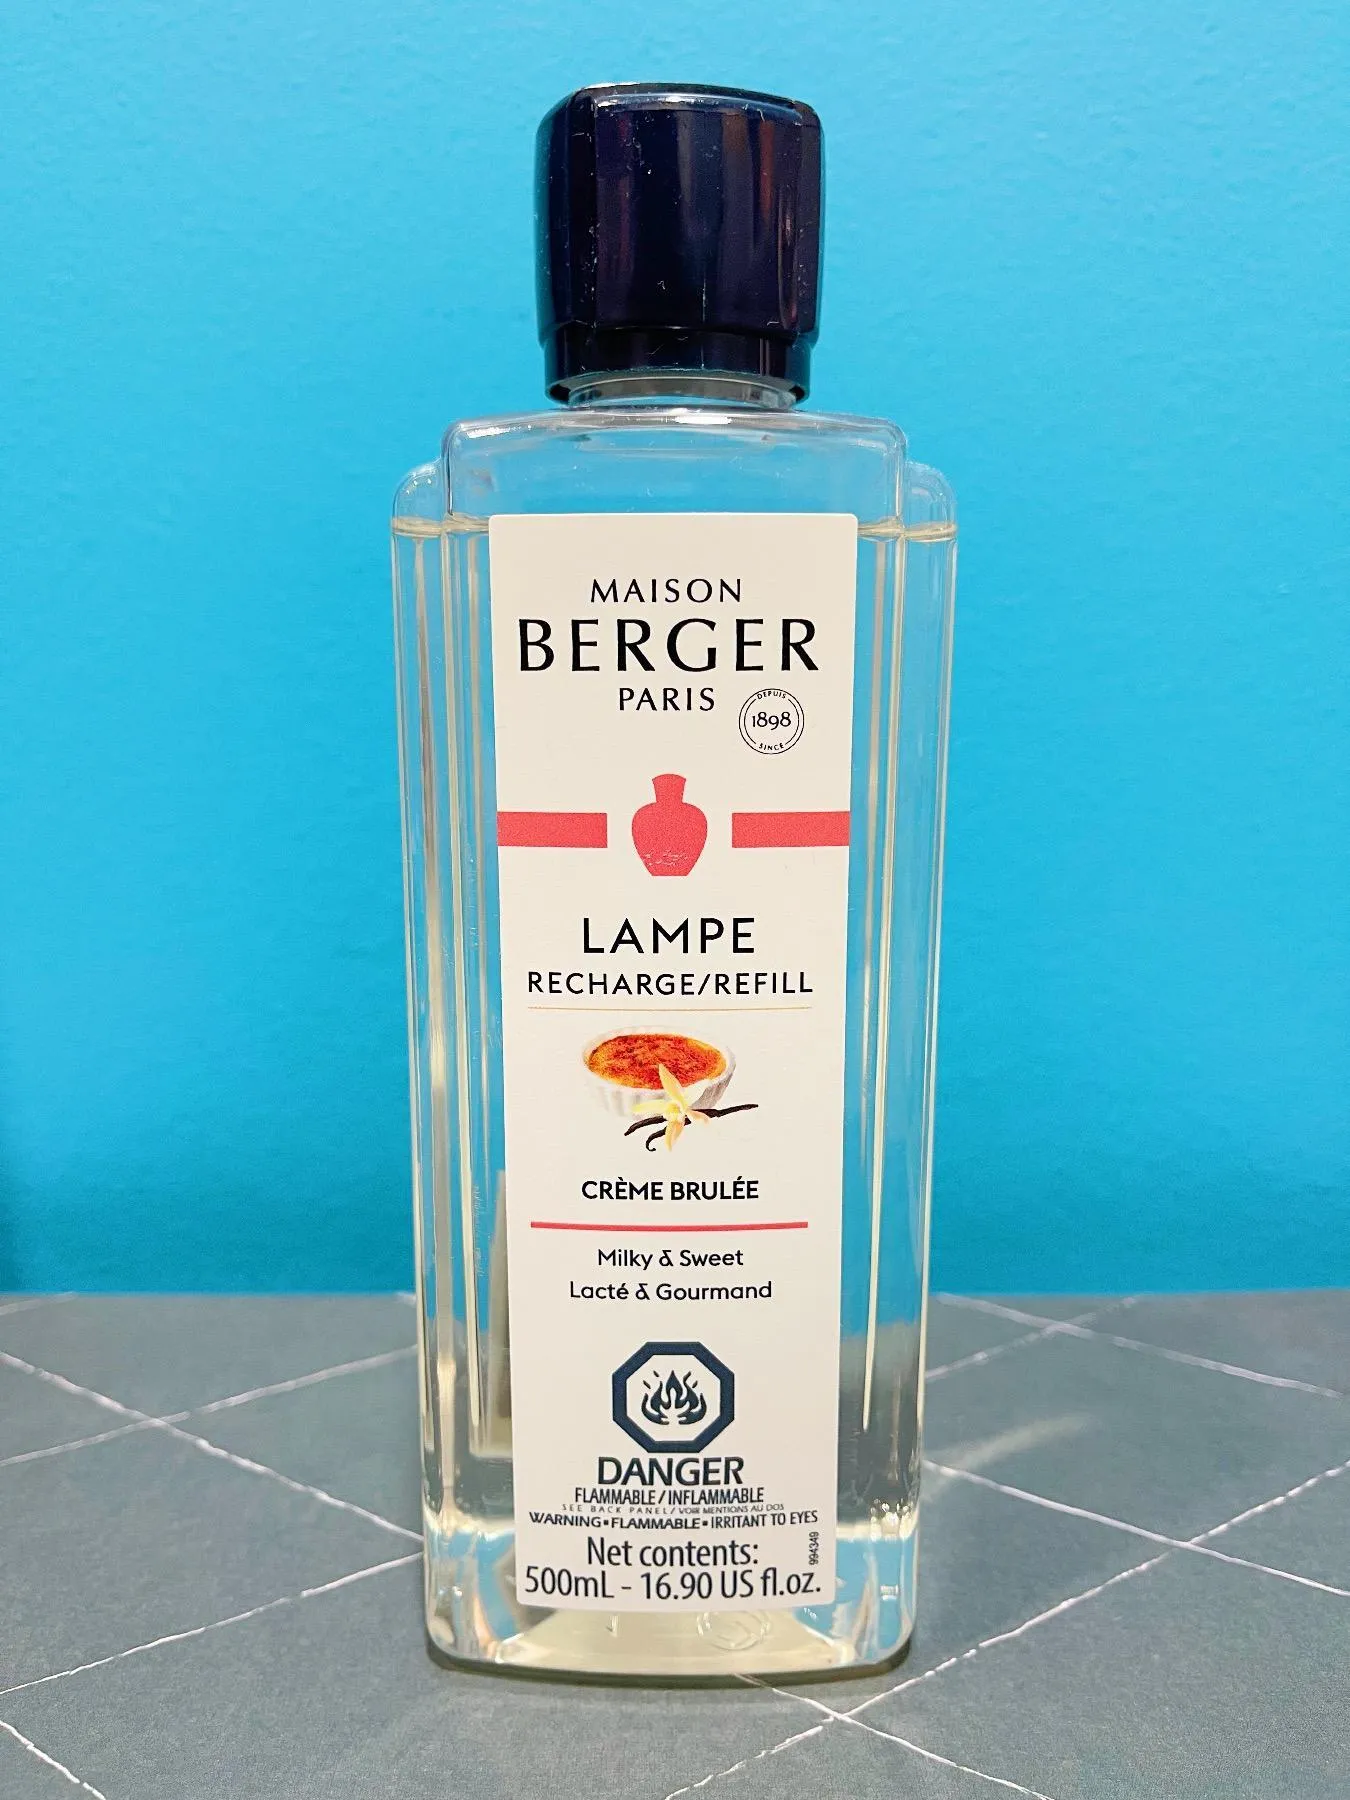 MAISON
BERGER
PARIS
DEPUIS
1898
SINCE
LAMPE
RECHARGE/REFILL
CRÈME BRULÉE
Milky & Sweet
Lacté & Gourmand
DANGER
FLAMMABLE/INFLAMMABLE
SEE BACK PANEL/VOIR MENTIONS AU DOS
WARNING▪FLAMMABLE▪IRRITANT TO EYES
994349
Net contents:
500mL - 16.90 US fl.oz.